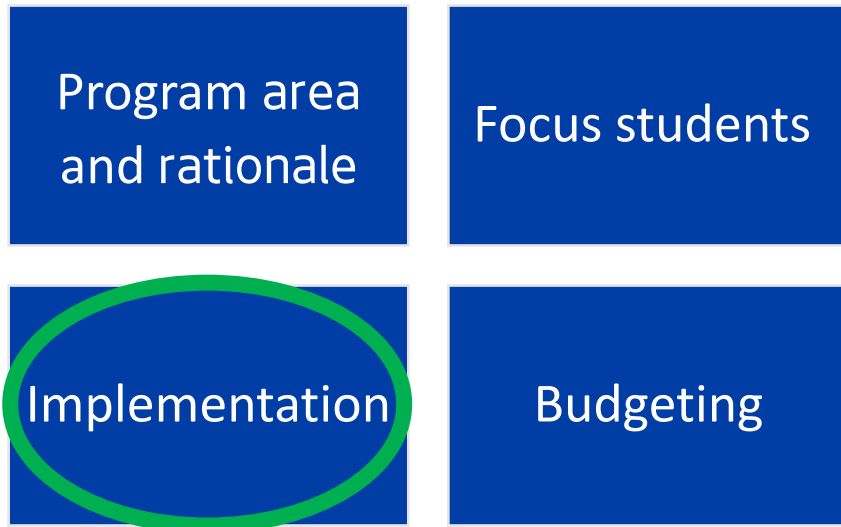 Program area
and rationale
Focus students
Implementation
Budgeting